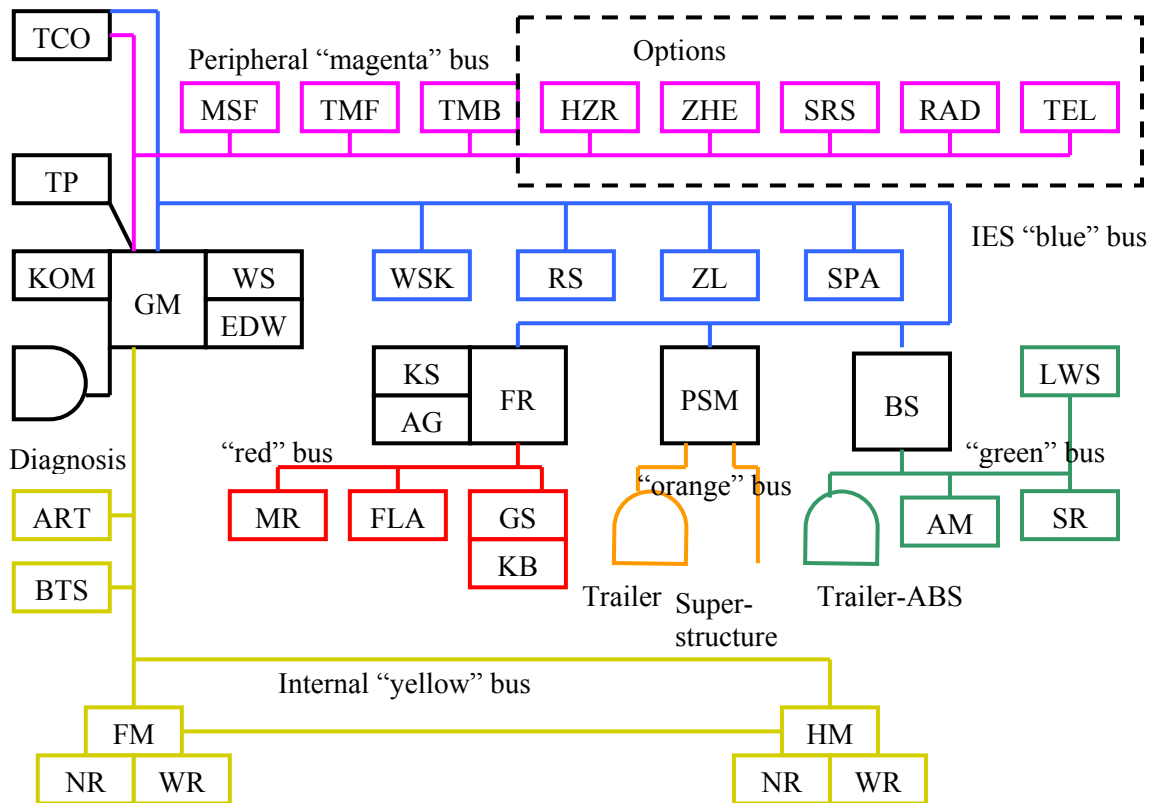 TCO
Peripheral “magenta” bus
Options
MSF
TMF
TMB
HZR
ZHE
SRS
RAD
TEL
TP
IES “blue” bus
KOM
GM
WS
EDW
WSK
RS
ZL
SPA
KS
AG
FR
PSM
BS
LWS
Diagnosis
“red” bus
“orange” bus
“green” bus
ART
MR
FLA
GS
KB
AM
SR
BTS
Trailer
Super-
structure
Trailer-ABS
Internal “yellow” bus
FM
HM
NR
WR
NR
WR